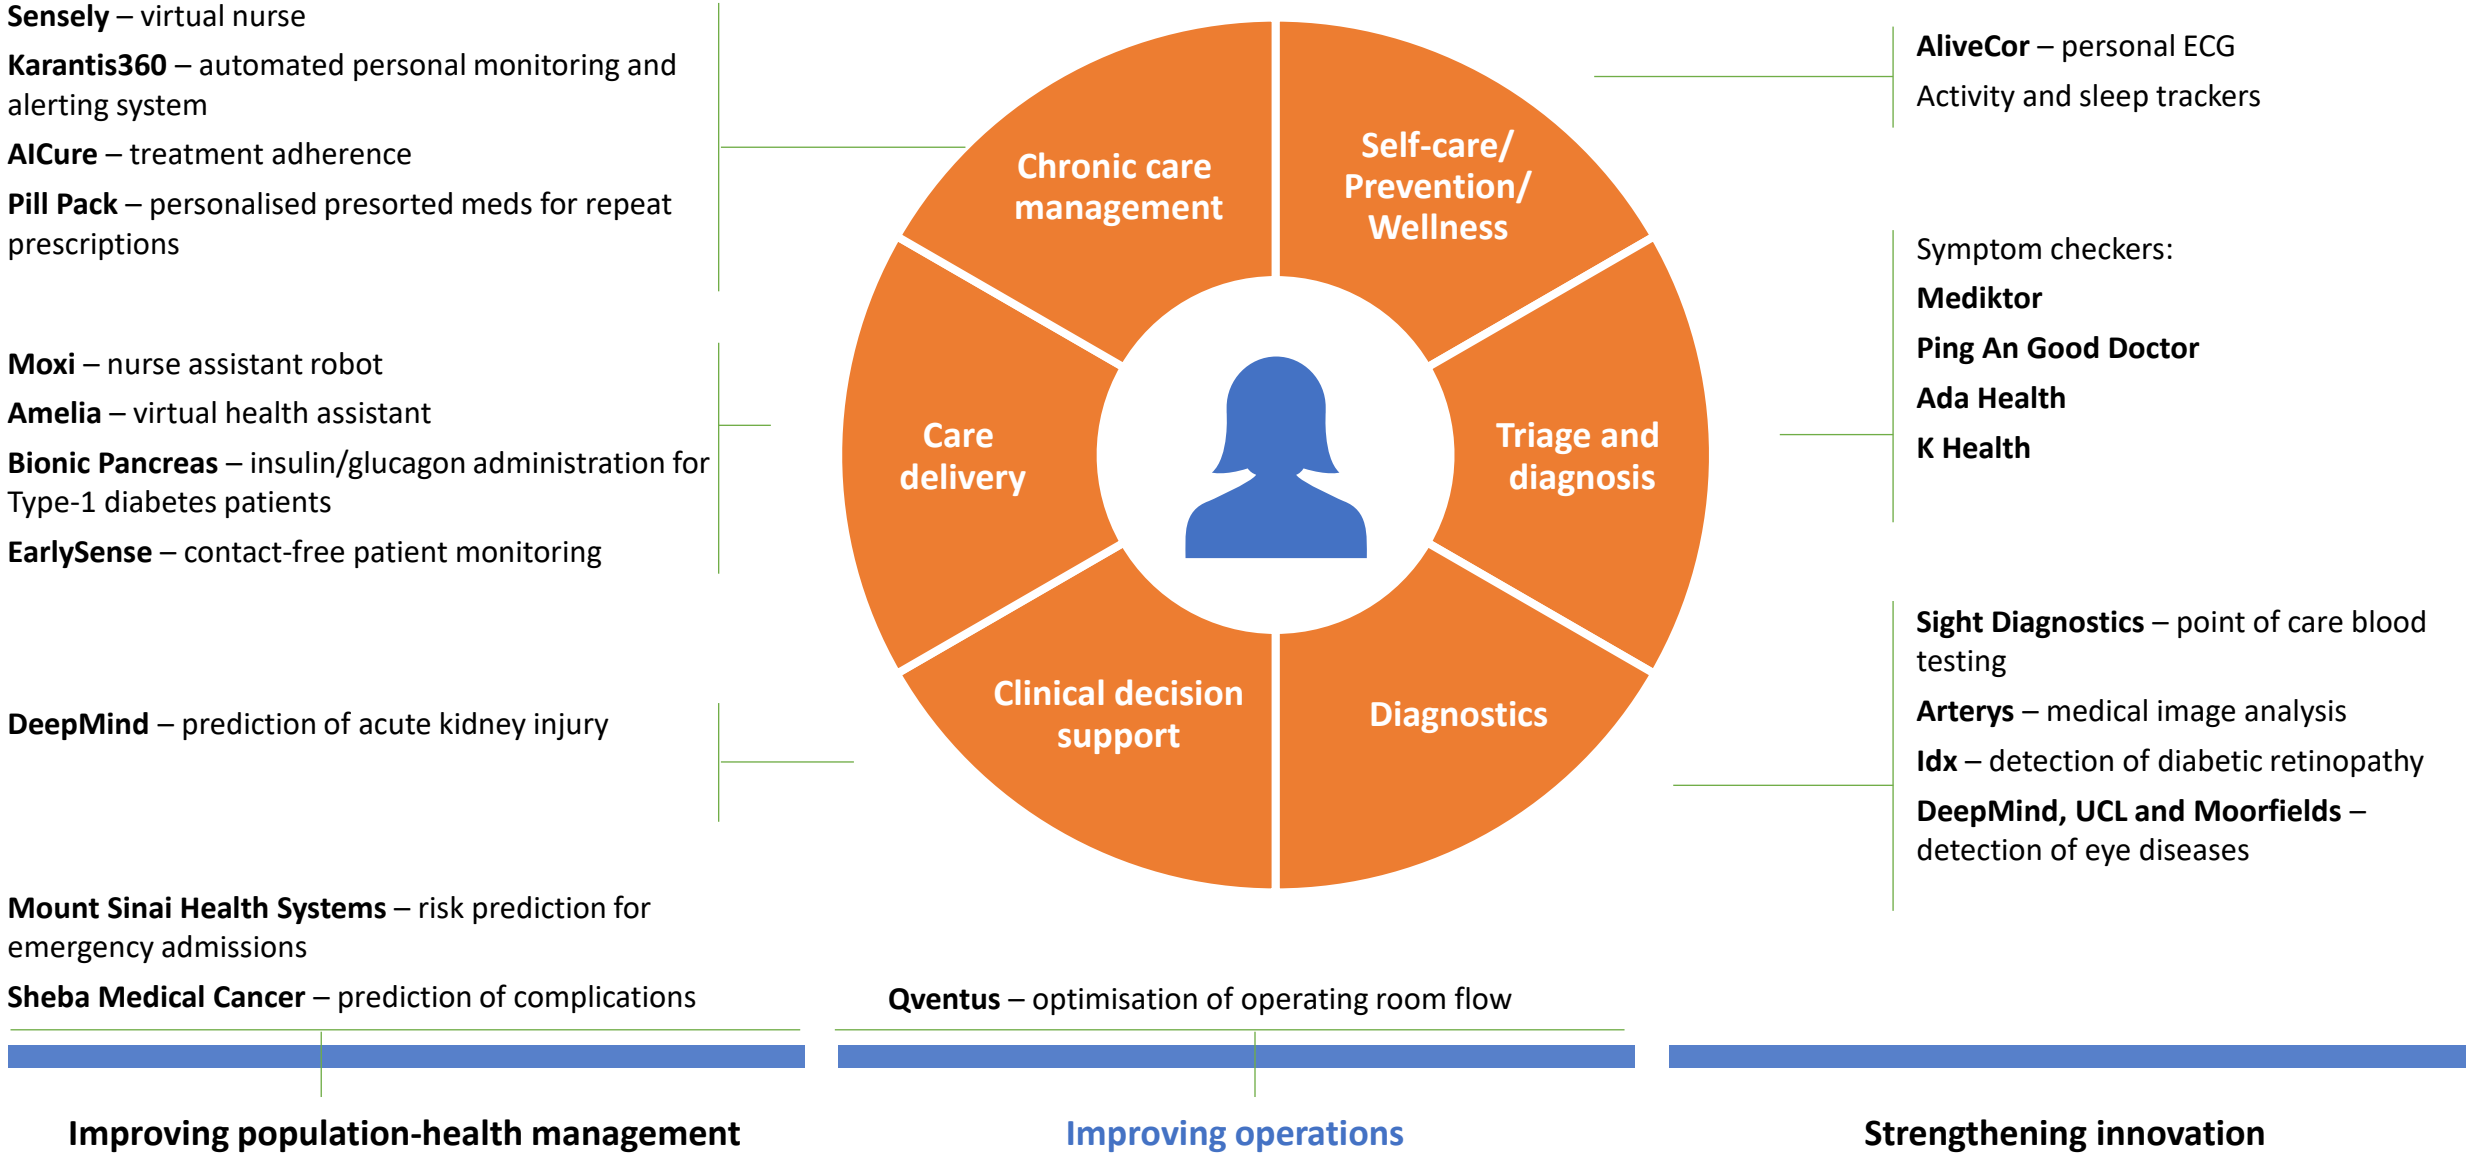 Sensely – virtual nurse
Karantis360 – automated personal monitoring and
alerting system
AICure – treatment adherence
Pill Pack – personalised presorted meds for repeat
prescriptions
Moxi – nurse assistant robot
Amelia – virtual health assistant
Bionic Pancreas – insulin/glucagon administration for
Type-1 diabetes patients
EarlySense – contact-free patient monitoring
DeepMind – prediction of acute kidney injury
Mount Sinai Health Systems – risk prediction for
emergency admissions
Sheba Medical Cancer – prediction of complications
Chronic care
management
Self-care/
Prevention/
Wellness
Care
delivery
Triage and
diagnosis
Clinical decision
support
Diagnostics
AliveCor – personal ECG
Activity and sleep trackers
Symptom checkers:
Mediktor
Ping An Good Doctor
Ada Health
K Health
Sight Diagnostics – point of care blood
testing
Arterys – medical image analysis
Idx – detection of diabetic retinopathy
DeepMind, UCL and Moorfields –
detection of eye diseases
Qventus – optimisation of operating room flow
Improving population-health management
Improving operations
Strengthening innovation